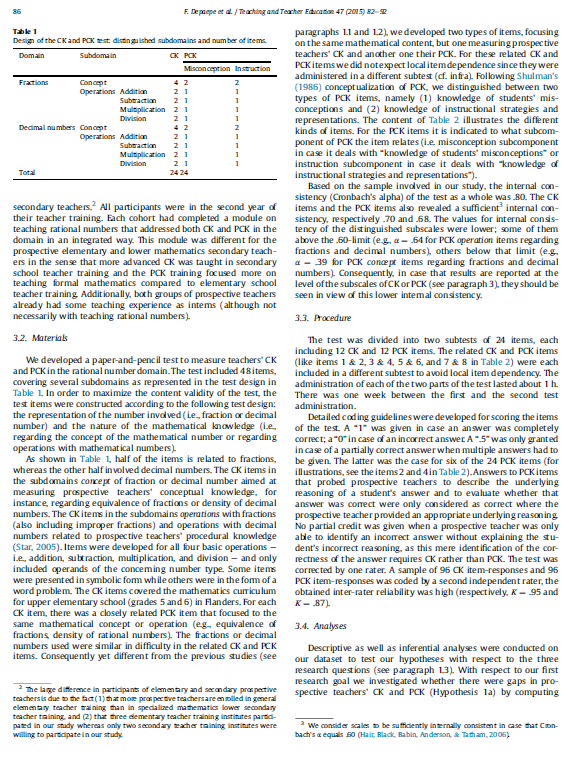 86
F. Depaepe et al. / Teaching and Teacher Education 47 (2015) 82–92
Table 1
Design of the CK and PCK test: distinguished subdomains and number of items.
Domain Subdomain CK PCK
Misconception Instruction
Fractions Concept 4 2 2
Operations Addition 2 1 1
Subtraction 2 1 1
Multiplication 2 1 1
Division 2 1 1
Decimal numbers Concept 4 2 2
Operations Addition 2 1 1
Subtraction 2 1 1
Multiplication 2 1 1
Division 2 1 1
Total 24 24
secondary teachers.² All participants were in the second year of
their teacher training. Each cohort had completed a module on
teaching rational numbers that addressed both CK and PCK in the
domain in an integrated way. This module was different for the
prospective elementary and lower mathematics secondary teach-
ers in the sense that more advanced CK was taught in secondary
school teacher training and the PCK training focused more on
teaching formal mathematics compared to elementary school
teacher training. Additionally, both groups of prospective teachers
already had some teaching experience as interns (although not
necessarily with teaching rational numbers).
3.2. Materials
We developed a paper-and-pencil test to measure teachers' CK
and PCK in the rational number domain. The test included 48 items,
covering several subdomains as represented in the test design in
Table 1. In order to maximize the content validity of the test, the
test items were constructed according to the following test design:
the representation of the number involved (i.e., fraction or decimal
number) and the nature of the mathematical knowledge (i.e.,
regarding the concept of the mathematical number or regarding
operations with mathematical numbers).
As shown in Table 1, half of the items is related to fractions,
whereas the other half involved decimal numbers. The CK items in
the subdomains concept of fraction or decimal number aimed at
measuring prospective teachers' conceptual knowledge, for
instance, regarding equivalence of fractions or density of decimal
numbers. The CK items in the subdomains operations with fractions
(also including improper fractions) and operations with decimal
numbers related to prospective teachers' procedural knowledge
(Star, 2005). Items were developed for all four basic operations –
i.e., addition, subtraction, multiplication, and division – and only
included operands of the concerning number type. Some items
were presented in symbolic form while others were in the form of a
word problem. The CK items covered the mathematics curriculum
for upper elementary school (grades 5 and 6) in Flanders. For each
CK item, there was a closely related PCK item that focused to the
same mathematical concept or operation (e.g., equivalence of
fractions, density of rational numbers). The fractions or decimal
numbers used were similar in difficulty in the related CK and PCK
items. Consequently yet different from the previous studies (see
² The large difference in participants of elementary and secondary prospective
teachers is due to the fact (1) that more prospective teachers are enrolled in general
elementary teacher training than in specialized mathematics lower secondary
teacher training, and (2) that three elementary teacher training institutes partici-
pated in our study whereas only two secondary teacher training institutes were
willing to participate in our study.
paragraphs 1.1 and 1.2), we developed two types of items, focusing
on the same mathematical content, but one measuring prospective
teachers' CK and another one their PCK. For these related CK and
PCK items we did not expect local item dependence since they were
administered in a different subtest (cf. infra). Following Shulman's
(1986) conceptualization of PCK, we distinguished between two
types of PCK items, namely (1) knowledge of students' mis-
conceptions and (2) knowledge of instructional strategies and
representations. The content of Table 2 illustrates the different
kinds of items. For the PCK items it is indicated to what subcom-
ponent of PCK the item relates (i.e. misconception subcomponent
in case it deals with “knowledge of students' misconceptions” or
instruction subcomponent in case it deals with “knowledge of
instructional strategies and representations”).
Based on the sample involved in our study, the internal con-
sistency (Cronbach's alpha) of the test as a whole was .80. The CK
items and the PCK items also revealed a sufficient³ internal con-
sistency, respectively .70 and .68. The values for internal consis-
tency of the distinguished subscales were lower; some of them
above the .60-limit (e.g., α = .64 for PCK operation items regarding
fractions and decimal numbers), others below that limit (e.g.,
α = .39 for PCK concept items regarding fractions and decimal
numbers). Consequently, in case that results are reported at the
level of the subscales of CK or PCK (see paragraph 3), they should be
seen in view of this lower internal consistency.
3.3. Procedure
The test was divided into two subtests of 24 items, each
including 12 CK and 12 PCK items. The related CK and PCK items
(like items 1 & 2, 3 & 4, 5 & 6, and 7 & 8 in Table 2) were each
included in a different subtest to avoid local item dependency. The
administration of each of the two parts of the test lasted about 1 h.
There was one week between the first and the second test
administration.
Detailed coding guidelines were developed for scoring the items
of the test. A “1” was given in case an answer was completely
correct; a “0” in case of an incorrect answer. A “.5” was only granted
in case of a partially correct answer when multiple answers had to
be given. The latter was the case for six of the 24 PCK items (for
illustrations, see the items 2 and 4 in Table 2). Answers to PCK items
that probed prospective teachers to describe the underlying
reasoning of a student's answer and to evaluate whether that
answer was correct were only considered as correct where the
prospective teacher provided an appropriate underlying reasoning.
No partial credit was given when a prospective teacher was only
able to identify an incorrect answer without explaining the stu-
dent's incorrect reasoning, as this mere identification of the cor-
rectness of the answer requires CK rather than PCK. The test was
corrected by one rater. A sample of 96 CK item-responses and 96
PCK item-responses was coded by a second independent rater, the
obtained inter-rater reliability was high (respectively, K = .95 and
K = .87).
3.4. Analyses
Descriptive as well as inferential analyses were conducted on
our dataset to test our hypotheses with respect to the three
research questions (see paragraph 1.3). With respect to our first
research goal we investigated whether there were gaps in pro-
spective teachers' CK and PCK (Hypothesis 1a) by computing
³ We consider scales to be sufficiently internally consistent in case that Cron-
bach's α equals .60 (Hair, Black, Babin, Anderson, & Tatham, 2006).